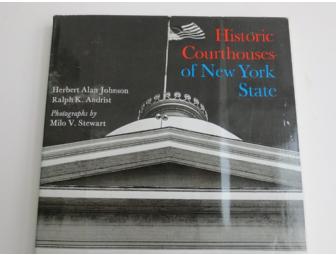 Historic
Courthouses
of New York
State
Herbert Alan Johnson
Ralph K. Andrist
Photographs by
Milo V. Stewart